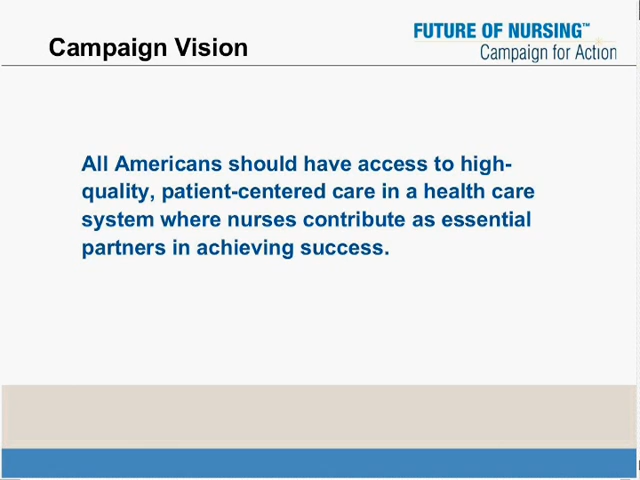 Campaign Vision
FUTURE OF NURSING™
Campaign for Action
All Americans should have access to high-
quality, patient-centered care in a health care
system where nurses contribute as essential
partners in achieving success.